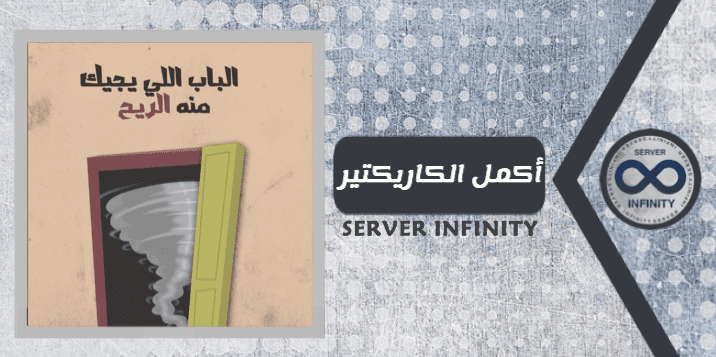 الباب اللي يجيك
منه الريح
أكمل الكاريكتير
SERVER INFINITY
SERVER
INFINITY